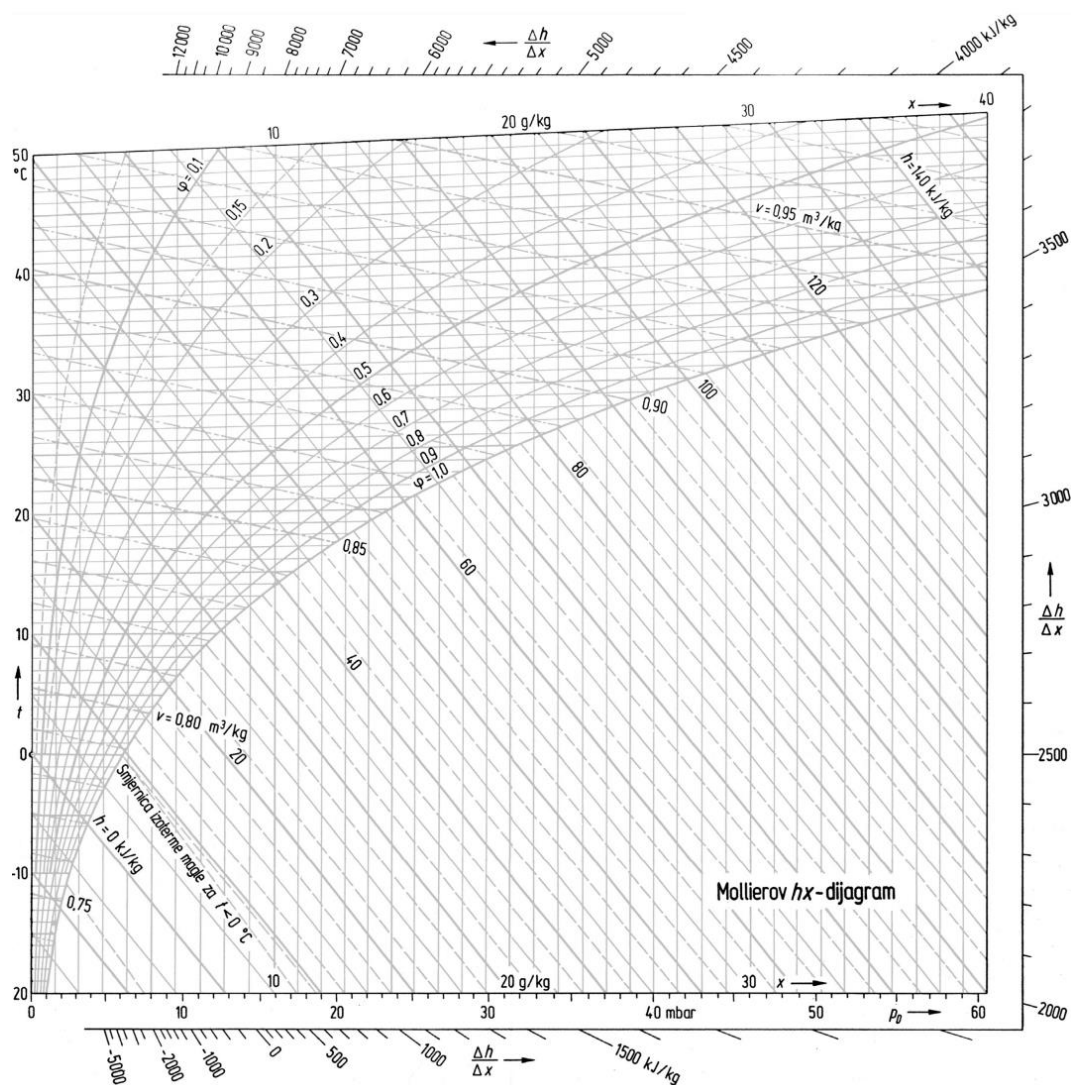 12000 10 000 9000 8000 7000 6000 ← Δh/Δx 5000 4500 4000 kJ/kg
x → 40
10 20 g/kg 30
50
°C
φ= 0,1
0,15
0,2
0,3
0,4
0,5
0,6
0,7
0,8
0,9
φ= 1,0
h= 140 kJ/kg
v= 0,95 m³/kg
120
100
0,90
80
0,85
60
40
v= 0,80 m³/kg
20
Smjernica izoterme magle za t<0 °C
h= 0 kJ/kg
0,75
40
30
20
10
t
0
-10
20
3500
3000
Δh/Δx
2500
2000
Mollierov hx-dijagram
10 20 g/kg 30 x →
0 10 20 30 40 mbar 50 p_D → 60
-5000 -2000 -1000 0 500 1000 Δh/Δx → 1500 kJ/kg